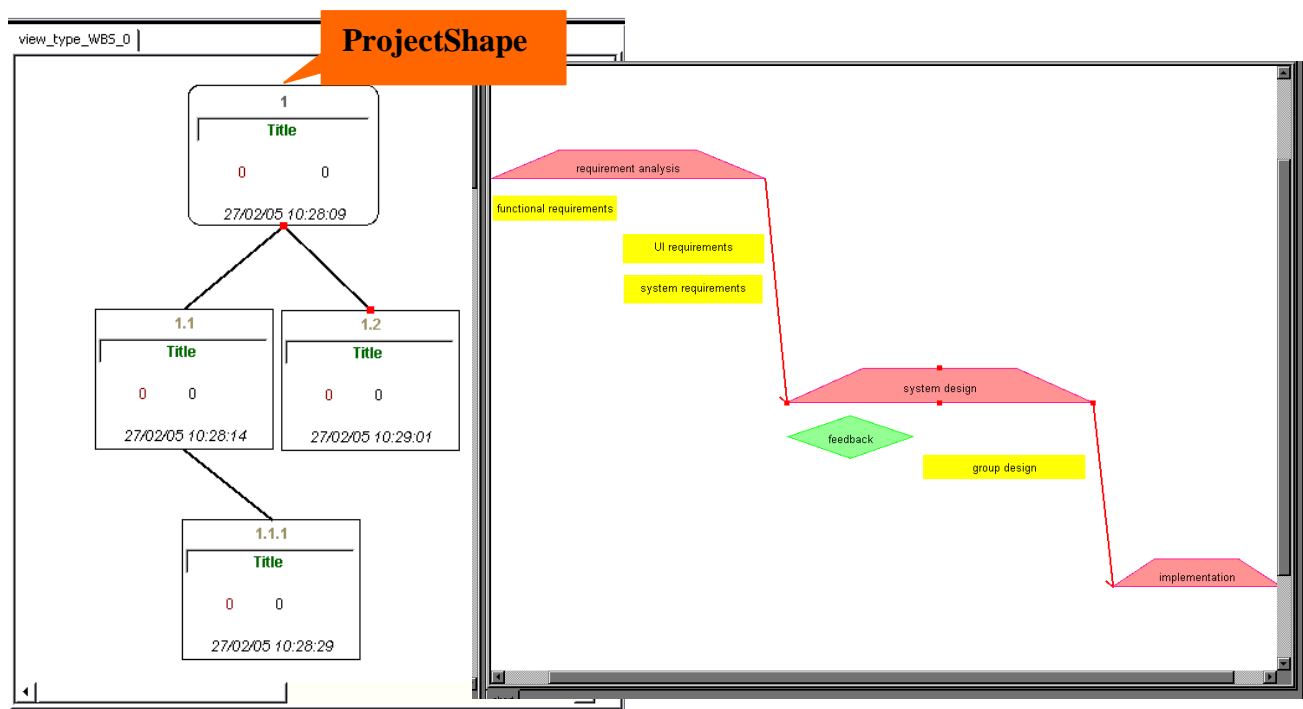 view_type_WBS_0
ProjectShape
1
Title
0 0
27/02/05 10:28:09
1.1
Title
0 0
27/02/05 10:28:14
1.2
Title
0 0
27/02/05 10:29:01
1.1.1
Title
0 0
27/02/05 10:28:29
requirement analysis
functional requirements
UI requirements
system requirements
system design
feedback
group design
implementation